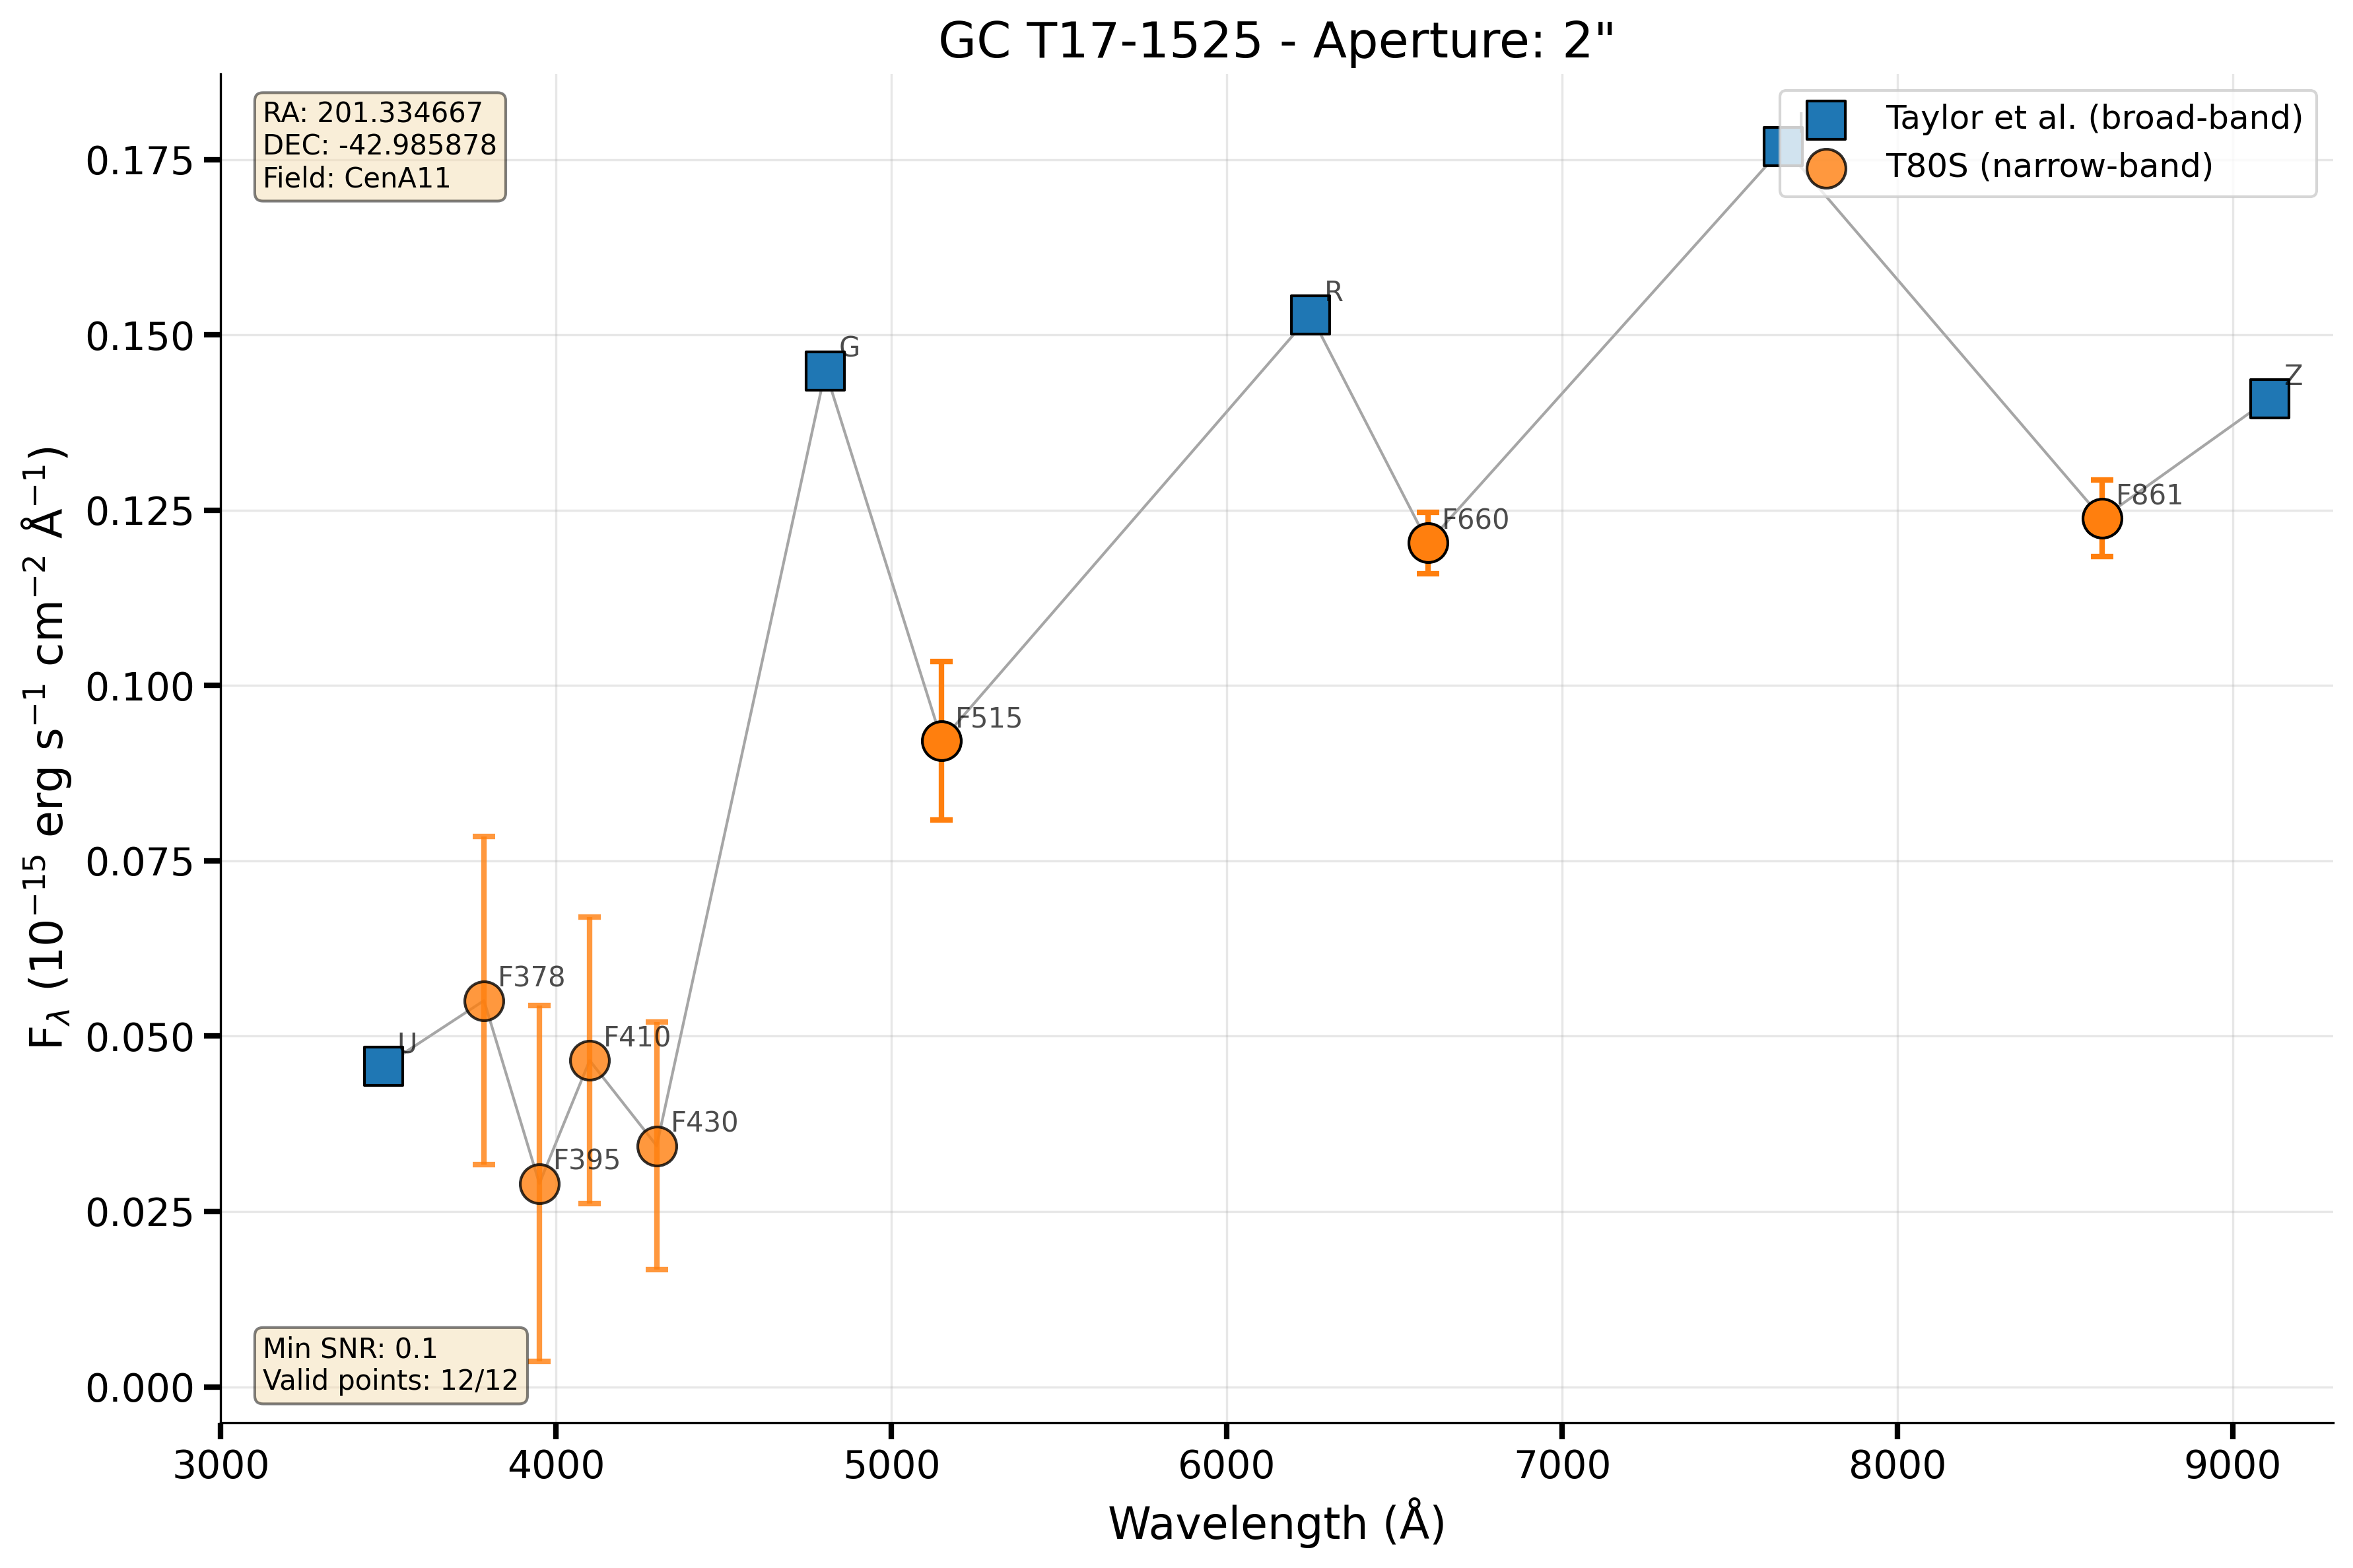 GC T17-1525 - Aperture: 2"
RA: 201.334667
DEC: -42.985878
Field: CenA11
Taylor et al. (broad-band)
T80S (narrow-band)
0.175
0.150
0.125
0.100
0.075
0.050
0.025
0.000
F_λ (10⁻¹⁵ erg s⁻¹ cm⁻² Å⁻¹)
U
F378
F395
F410
F430
G
F515
R
F660
F861
Z
Min SNR: 0.1
Valid points: 12/12
3000 4000 5000 6000 7000 8000 9000
Wavelength (Å)